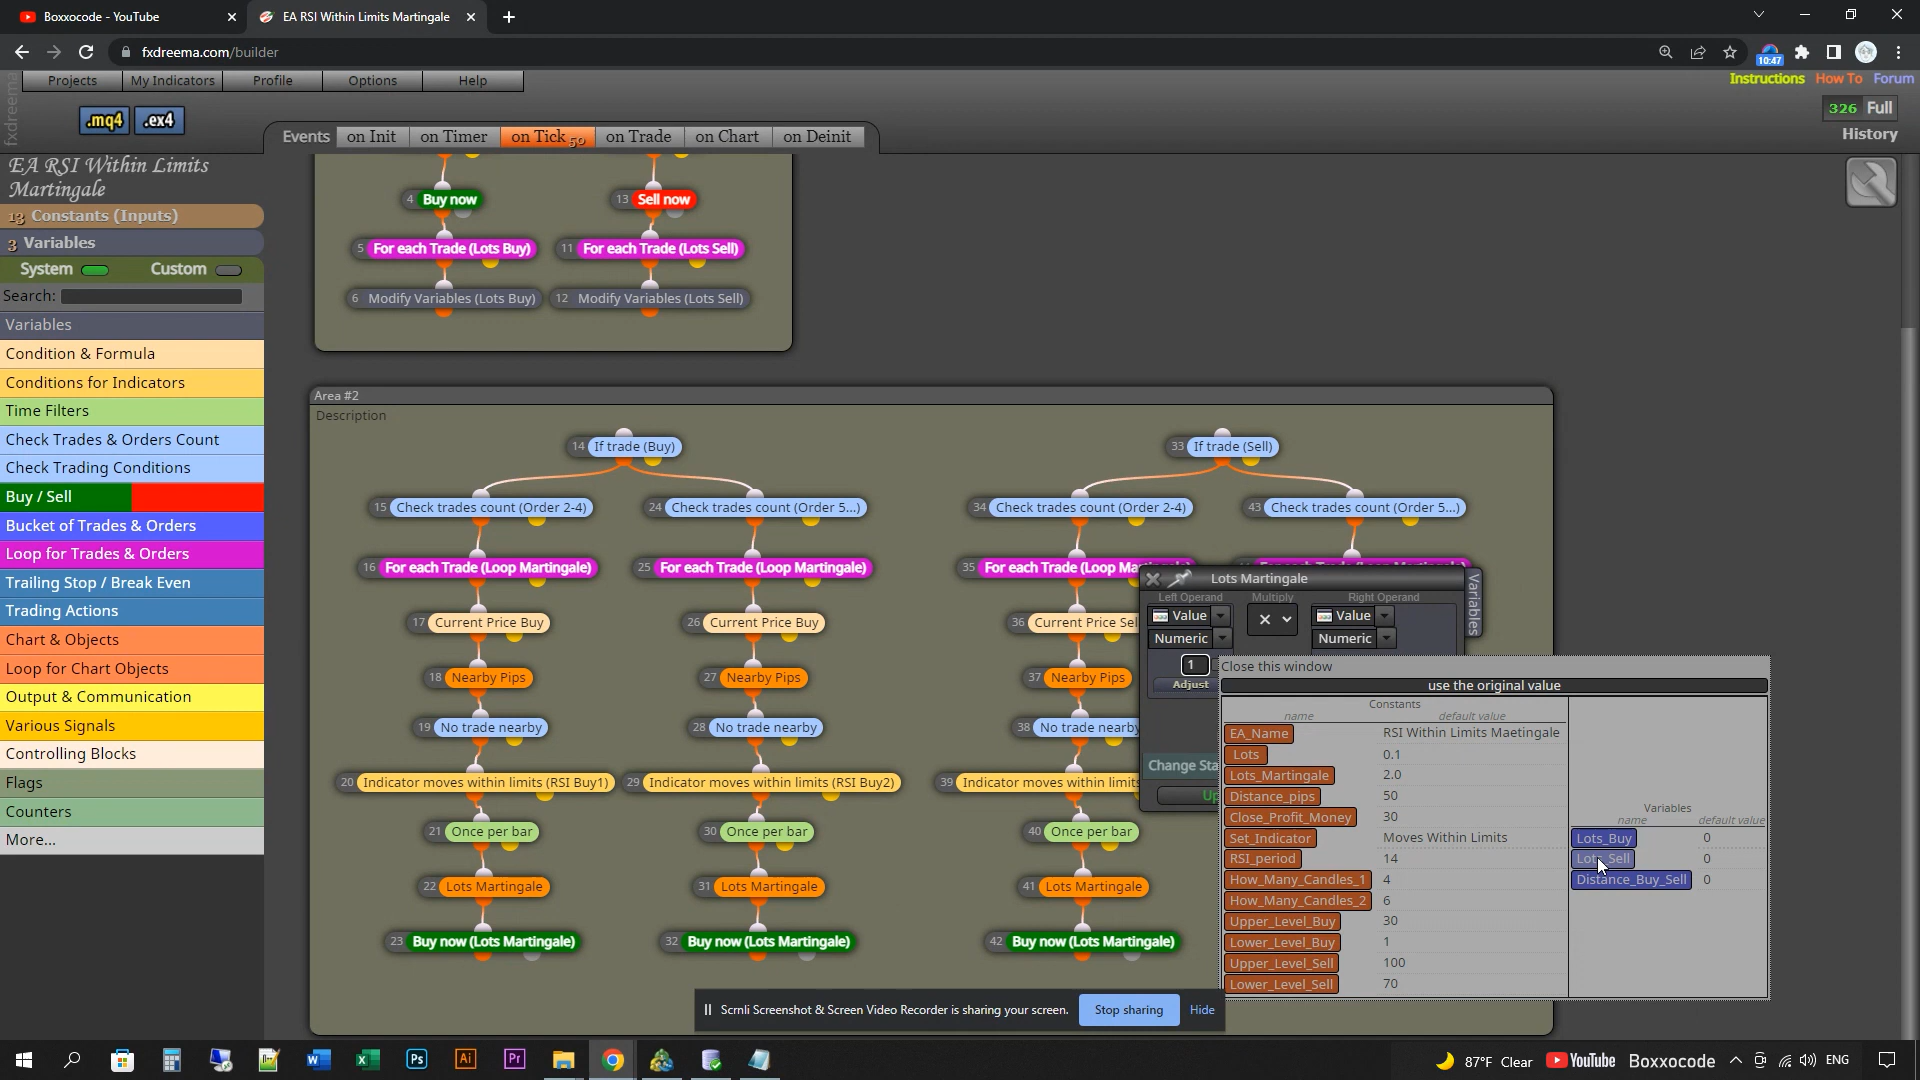 Boxxocode - YouTube
EA RSI Within Limits Martingale
fxdreema.com/builder
10:47
Projects
My Indicators
Profile
Options
Help
Instructions
How To
Forum
fxdreema
.mq4
.ex4
326 Full
History
Events
on Init
on Timer
on Tick 50
on Trade
on Chart
on Deinit
EA RSI Within Limits
Martingale
13 Constants (Inputs)
3 Variables
System
Custom
Search:
Variables
Condition & Formula
Conditions for Indicators
Time Filters
Check Trades & Orders Count
Check Trading Conditions
Buy / Sell
Bucket of Trades & Orders
Loop for Trades & Orders
Trailing Stop / Break Even
Trading Actions
Chart & Objects
Loop for Chart Objects
Output & Communication
Various Signals
Controlling Blocks
Flags
Counters
More...
4 Buy now
13 Sell now
5 For each Trade (Lots Buy)
11 For each Trade (Lots Sell)
6 Modify Variables (Lots Buy)
12 Modify Variables (Lots Sell)
Area #2
Description
14 If trade (Buy)
33 If trade (Sell)
15 Check trades count (Order 2-4)
24 Check trades count (Order 5...)
34 Check trades count (Order 2-4)
43 Check trades count (Order 5...)
16 For each Trade (Loop Martingale)
25 For each Trade (Loop Martingale)
35 For each Trade (Loop Ma
17 Current Price Buy
26 Current Price Buy
36 Current Price Sel
18 Nearby Pips
27 Nearby Pips
37 Nearby Pips
19 No trade nearby
28 No trade nearby
38 No trade nearby
20 Indicator moves within limits (RSI Buy1)
29 Indicator moves within limits (RSI Buy2)
39 Indicator moves within limits
21 Once per bar
30 Once per bar
40 Once per bar
22 Lots Martingale
31 Lots Martingale
41 Lots Martingale
23 Buy now (Lots Martingale)
32 Buy now (Lots Martingale)
42 Buy now (Lots Martingale)
Lots Martingale
Variables
Left Operand
Multiply
Right Operand
Value
×
Value
Numeric
Numeric
1
Adjust
Change Sta
Up
Close this window
use the original value
Constants
name default value
EA_Name RSI Within Limits Maetingale
Lots 0.1
Lots_Martingale 2.0
Distance_pips 50
Close_Profit_Money 30
Set_Indicator Moves Within Limits
RSI_period 14
How_Many_Candles_1 4
How_Many_Candles_2 6
Upper_Level_Buy 30
Lower_Level_Buy 1
Upper_Level_Sell 100
Lower_Level_Sell 70
Variables
name default value
Lots_Buy 0
Lots_Sell 0
Distance_Buy_Sell 0
Scrnli Screenshot & Screen Video Recorder is sharing your screen.
Stop sharing
Hide
Ps
Ai
Pr
87°F Clear
YouTube
Boxxocode
ENG